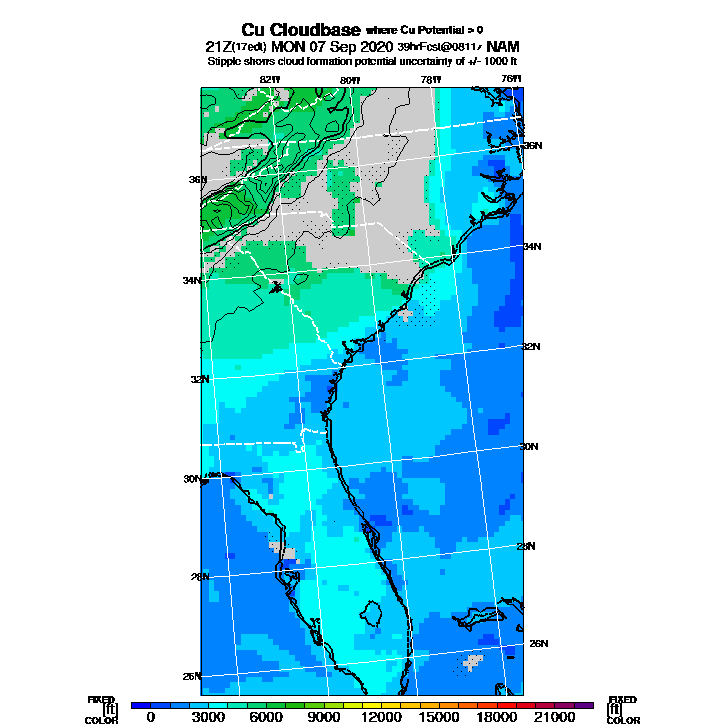 Cu Cloudbase where Cu Potential > 0
21Z(17edt) MON 07 Sep 2020 39hrFcst@0811z NAM
Stipple shows cloud formation potential uncertainty of +/- 1000 ft
82W 80W 78W 76W
36N
36N
34N
34N
32N
32N
30N
30N
28N
28N
26N
26N
FIXED [ft] COLOR
0 3000 6000 9000 12000 15000 18000 21000
FIXED [ft] COLOR